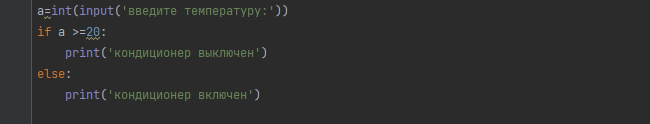 a=int(input('введите температуру:'))
if a >=20:
    print('кондиционер выключен')
else:
    print('кондиционер включен')